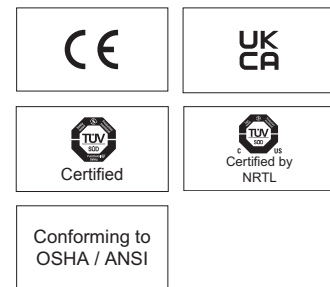 CE
UK
CA
TÜV
SÜD
Certified
TÜV
SÜD
C US
Certified by
NRTL
Conforming to
OSHA / ANSI